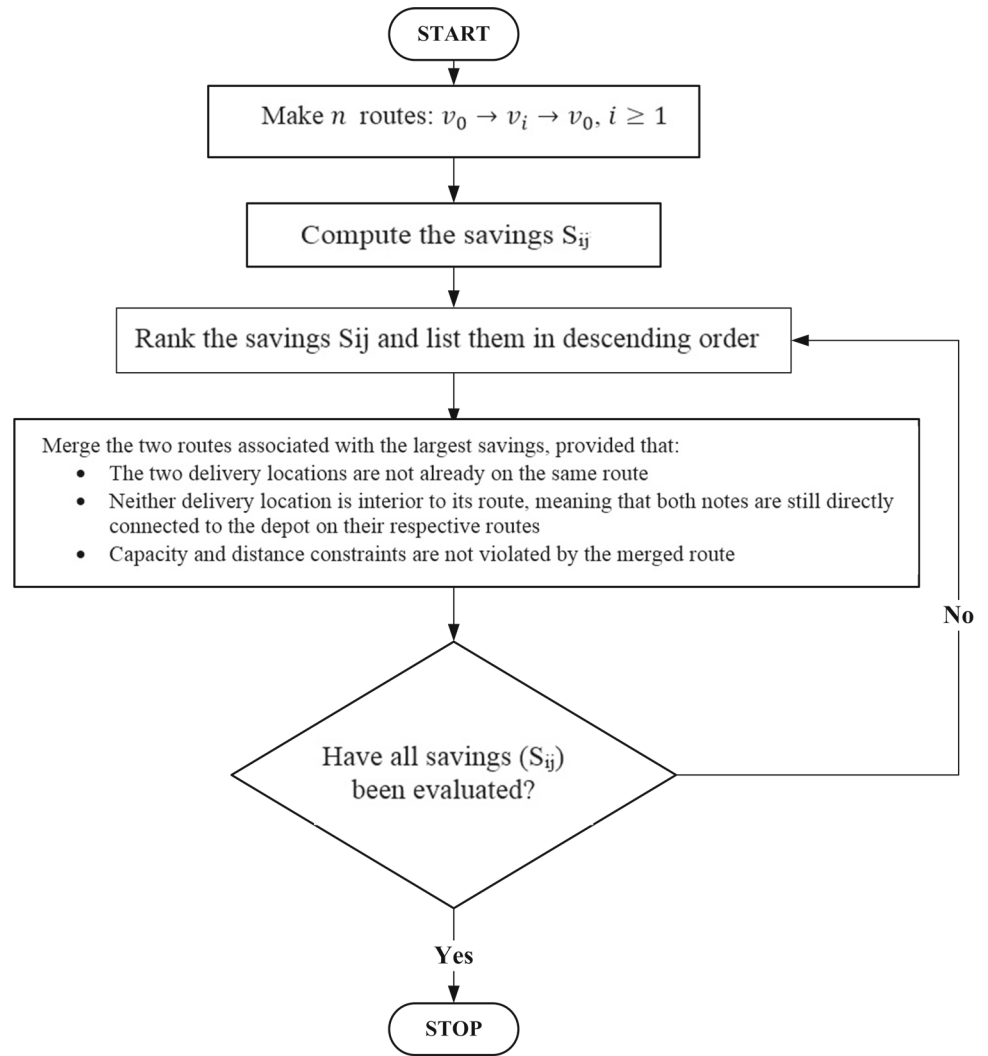 START
Make n routes: v₀ → vᵢ → v₀, i ≥ 1
Compute the savings Sᵢⱼ
Rank the savings Sij and list them in descending order
Merge the two routes associated with the largest savings, provided that:
• The two delivery locations are not already on the same route
• Neither delivery location is interior to its route, meaning that both notes are still directly
connected to the depot on their respective routes
• Capacity and distance constraints are not violated by the merged route
No
Have all savings (Sᵢⱼ)
been evaluated?
Yes
STOP